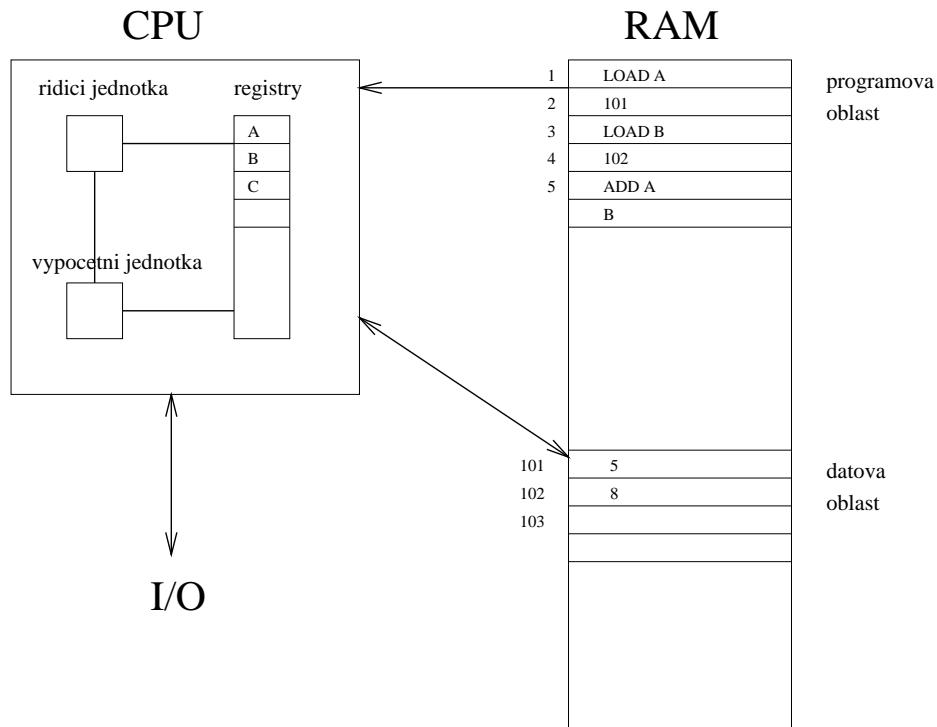 CPU
RAM
ridici jednotka
registry
A
B
C
vypocetni jednotka
I/O
1 LOAD A
2 101
3 LOAD B
4 102
5 ADD A
B
programova
oblast
101 5
102 8
103
datova
oblast